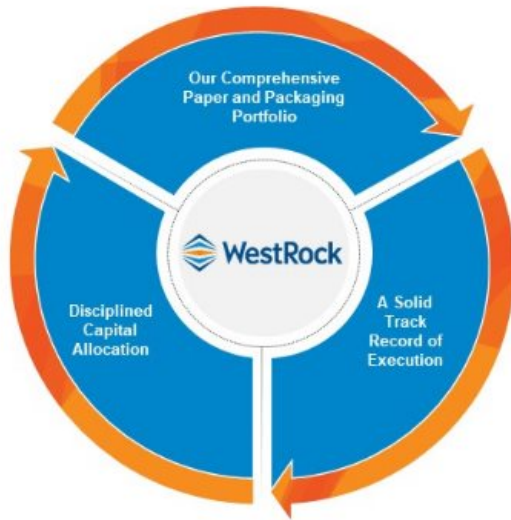 Our Comprehensive
Paper and Packaging
Portfolio
WestRock
Disciplined
Capital
Allocation
A Solid
Track
Record of
Execution